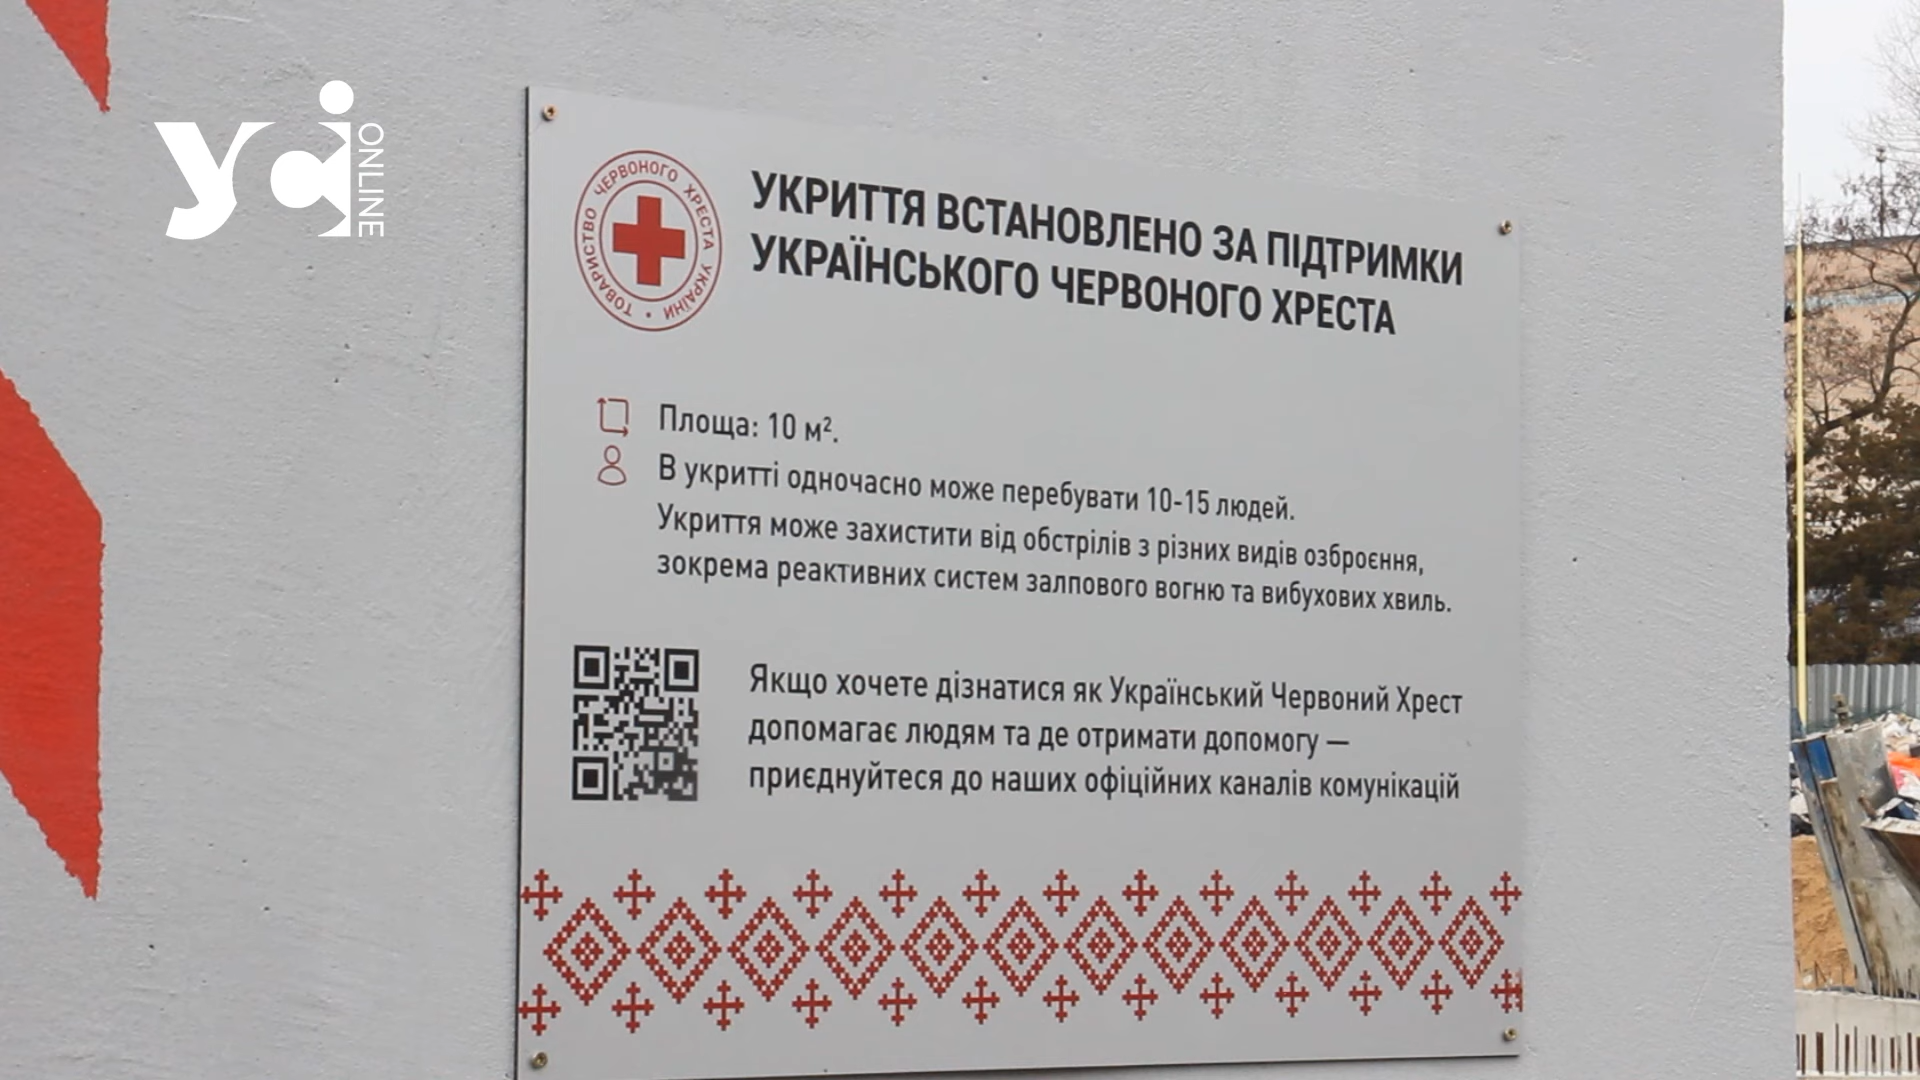 УСІ
ONLINE
ТОВАРИСТВО ЧЕРВОНОГО ХРЕСТА УКРАЇНИ
УКРИТТЯ ВСТАНОВЛЕНО ЗА ПІДТРИМКИ
УКРАЇНСЬКОГО ЧЕРВОНОГО ХРЕСТА
Площа: 10 м².
В укритті одночасно може перебувати 10-15 людей.
Укриття може захистити від обстрілів з різних видів озброєння,
зокрема реактивних систем залпового вогню та вибухових хвиль.
Якщо хочете дізнатися як Український Червоний Хрест
допомагає людям та де отримати допомогу —
приєднуйтеся до наших офіційних каналів комунікацій